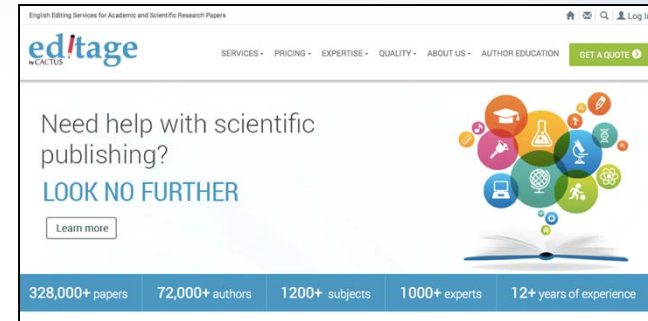 English Editing Services for Academic and Scientific Research Papers
Log In
editage
by CACTUS
SERVICES PRICING EXPERTISE QUALITY ABOUT US AUTHOR EDUCATION GET A QUOTE
Need help with scientific
publishing?
LOOK NO FURTHER
Learn more
328,000+ papers 72,000+ authors 1200+ subjects 1000+ experts 12+ years of experience